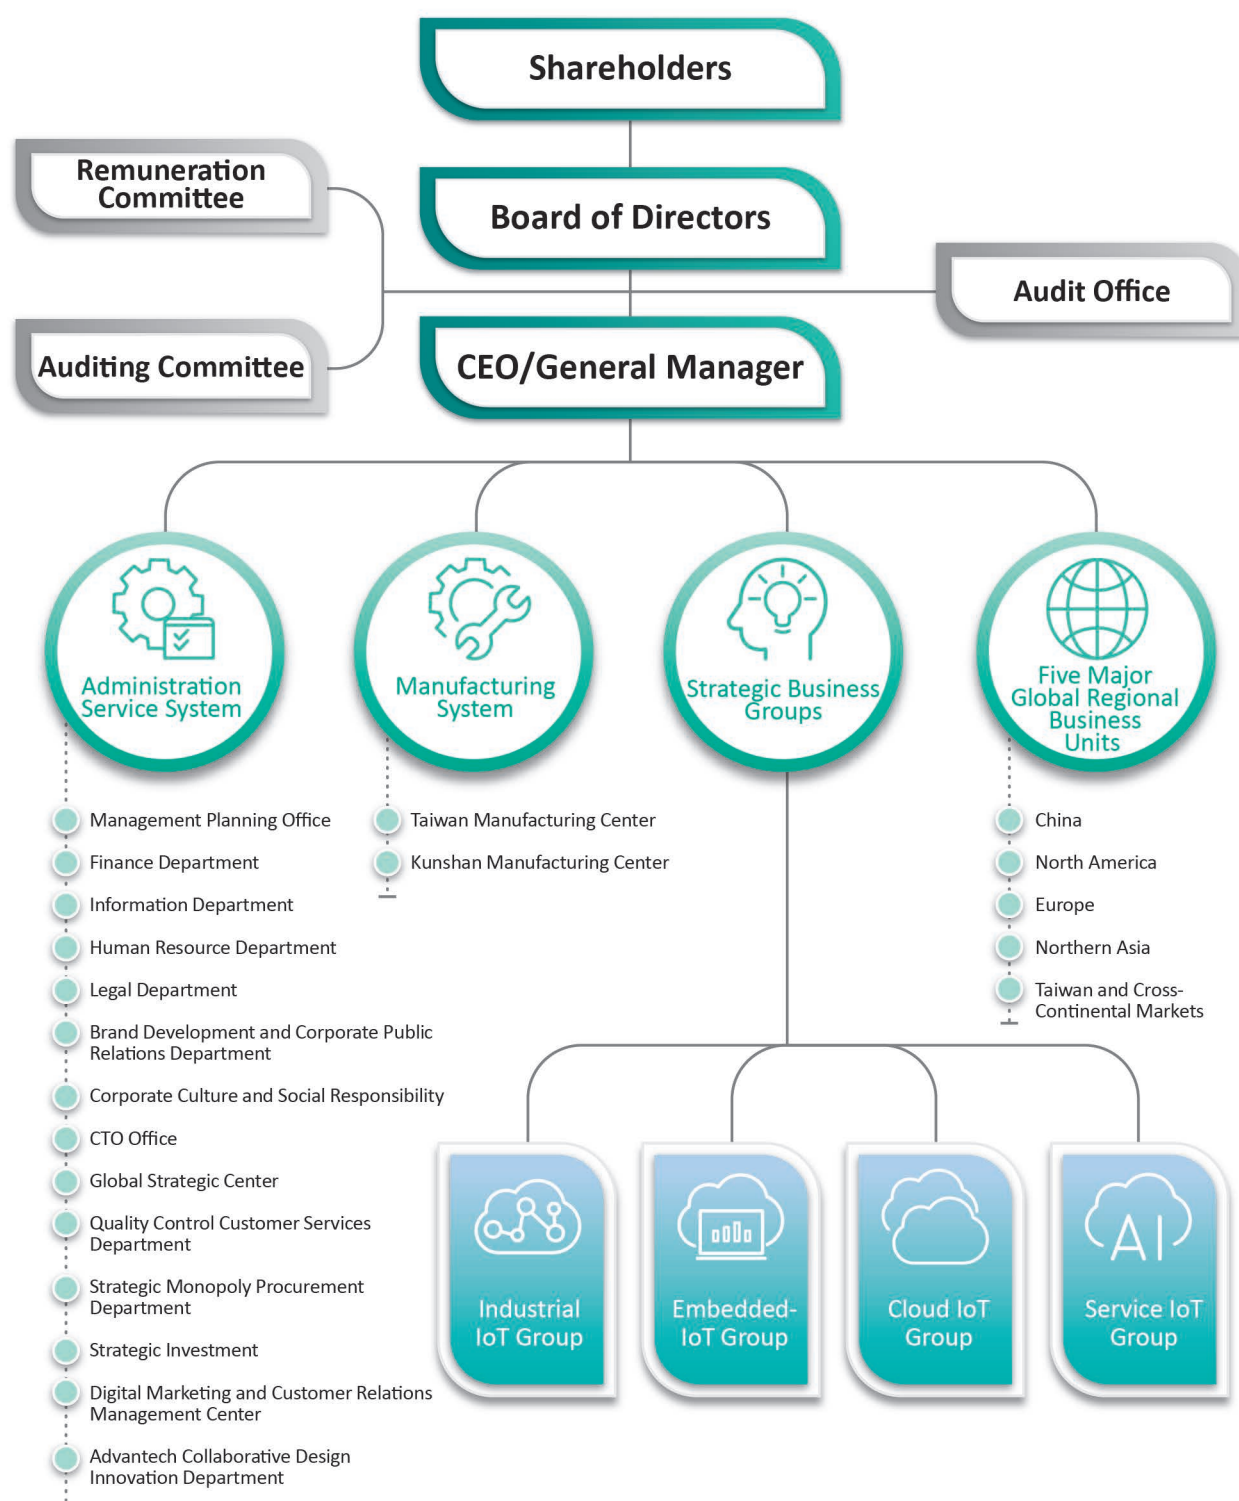 Shareholders
Remuneration
Committee
Board of Directors
Audit Office
Auditing Committee
CEO/General Manager
Administration
Service System
Manufacturing
System
Strategic Business
Groups
Five Major
Global Regional
Business
Units
Management Planning Office
Finance Department
Information Department
Human Resource Department
Legal Department
Brand Development and Corporate Public
Relations Department
Corporate Culture and Social Responsibility
CTO Office
Global Strategic Center
Quality Control Customer Services
Department
Strategic Monopoly Procurement
Department
Strategic Investment
Digital Marketing and Customer Relations
Management Center
Advantech Collaborative Design
Innovation Department
Taiwan Manufacturing Center
Kunshan Manufacturing Center
China
North America
Europe
Northern Asia
Taiwan and Cross-
Continental Markets
Industrial
IoT Group
Embedded-
IoT Group
Cloud IoT
Group
AI
Service IoT
Group